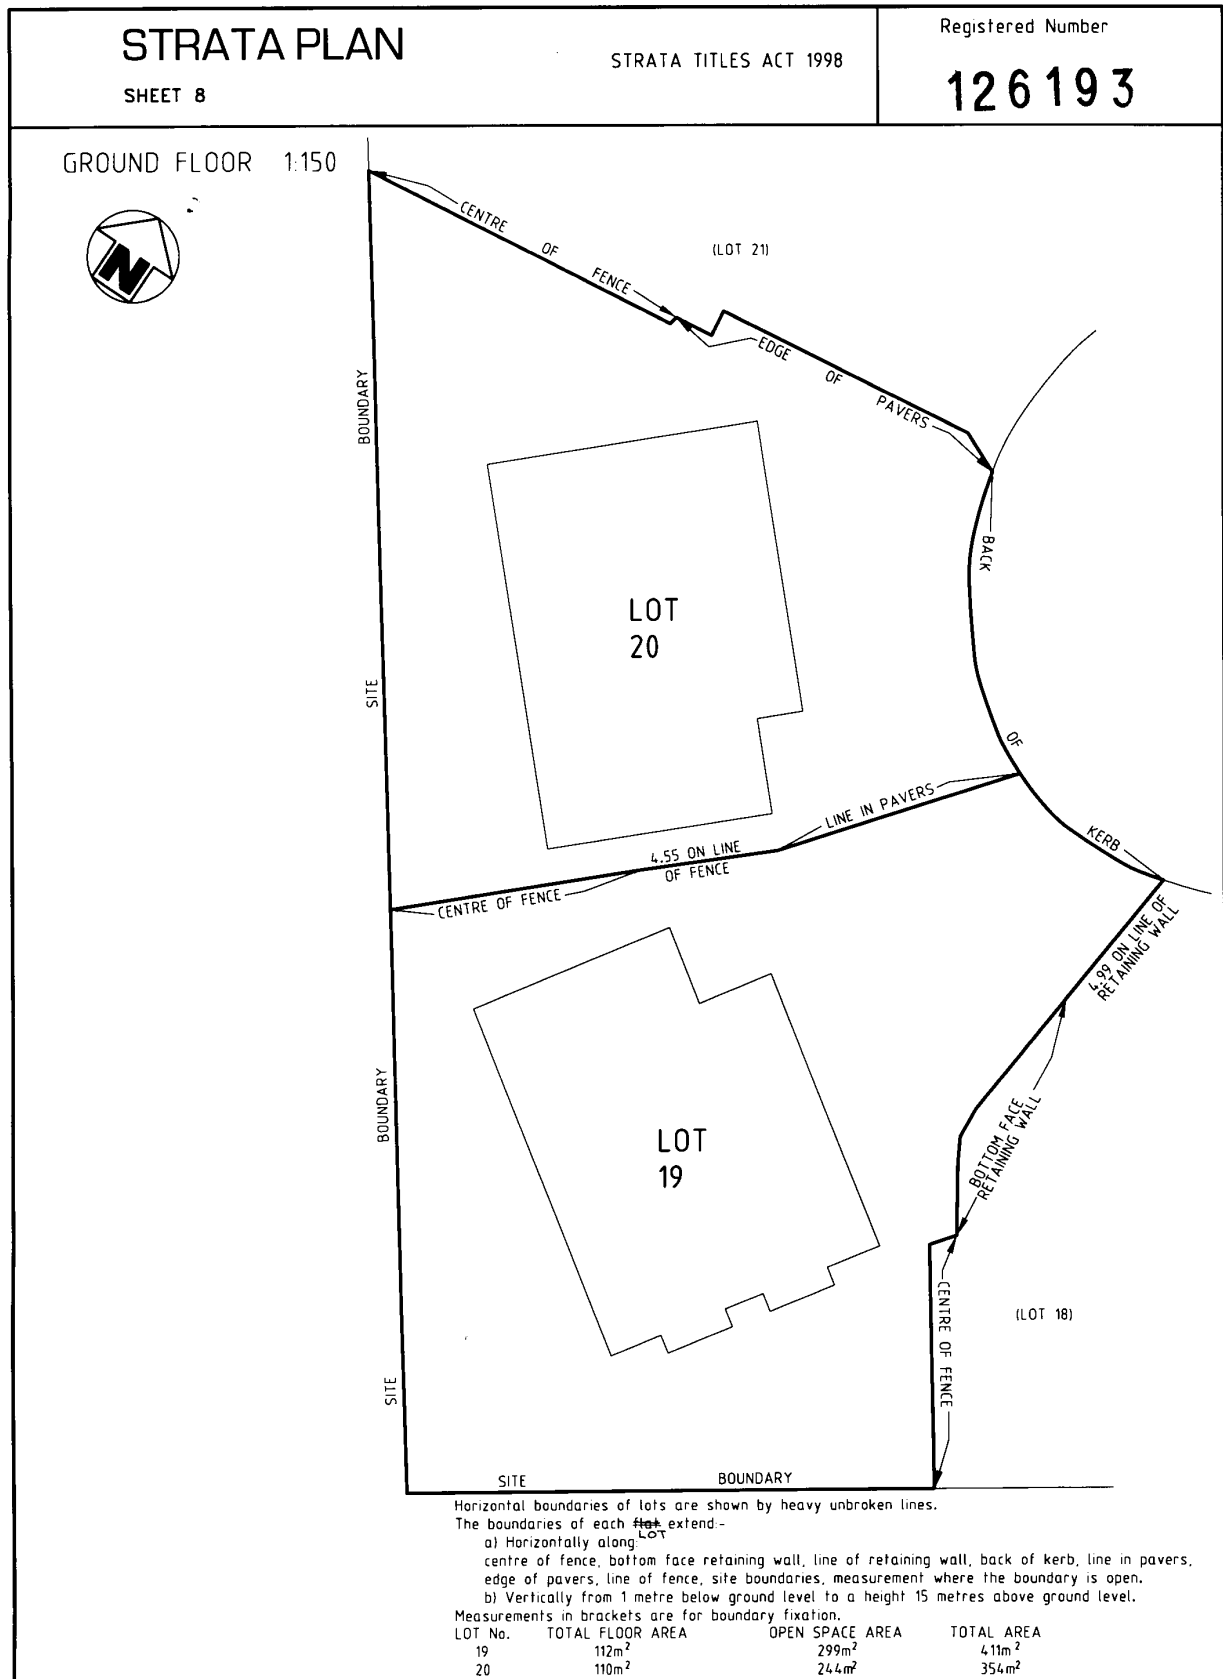 STRATA PLAN
SHEET 8
STRATA TITLES ACT 1998
Registered Number
126193
GROUND FLOOR 1:150
N
CENTRE OF FENCE
(LOT 21)
EDGE OF PAVERS
BOUNDARY
BACK OF KERB
LOT
20
SITE
LINE IN PAVERS
4.55 ON LINE
OF FENCE
CENTRE OF FENCE
4.99 ON LINE OF
RETAINING WALL
BOUNDARY
LOT
19
BOTTOM FACE
RETAINING WALL
CENTRE OF FENCE
(LOT 18)
SITE
SITE BOUNDARY
Horizontal boundaries of lots are shown by heavy unbroken lines.
The boundaries of each flat extend:-
LOT
a) Horizontally along:
centre of fence, bottom face retaining wall, line of retaining wall, back of kerb, line in pavers,
edge of pavers, line of fence, site boundaries, measurement where the boundary is open.
b) Vertically from 1 metre below ground level to a height 15 metres above ground level.
Measurements in brackets are for boundary fixation.
LOT No. TOTAL FLOOR AREA OPEN SPACE AREA TOTAL AREA
19 112m² 299m² 411m²
20 110m² 244m² 354m²